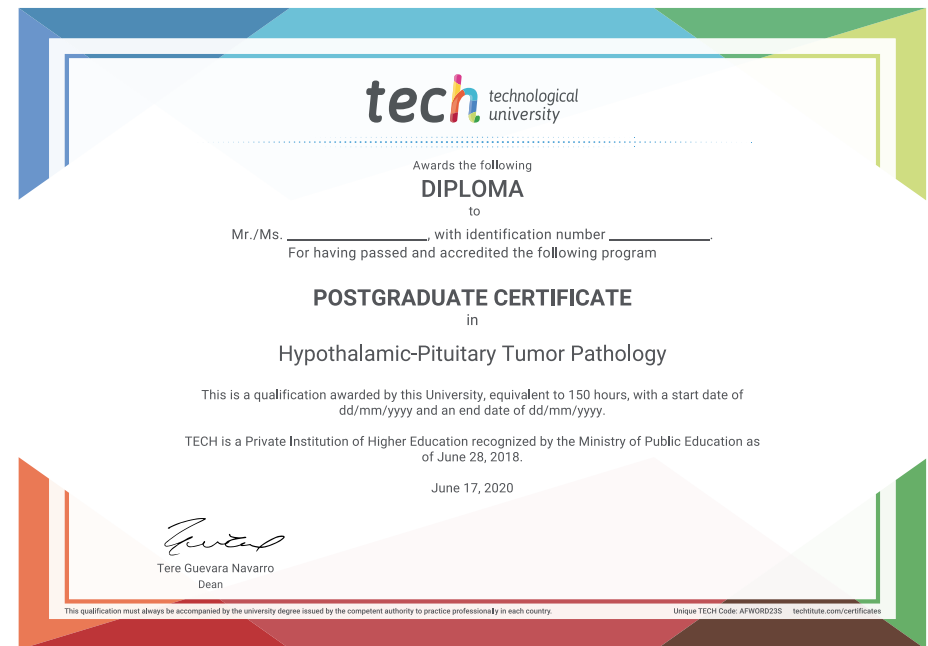 tech technological
university
Awards the following
DIPLOMA
to
Mr./Ms. ____________________, with identification number ______________.
For having passed and accredited the following program
POSTGRADUATE CERTIFICATE
in
Hypothalamic-Pituitary Tumor Pathology
This is a qualification awarded by this University, equivalent to 150 hours, with a start date of
dd/mm/yyyy and an end date of dd/mm/yyyy.
TECH is a Private Institution of Higher Education recognized by the Ministry of Public Education as
of June 28, 2018.
June 17, 2020
Tere Guevara Navarro
Dean
This qualification must always be accompanied by the university degree issued by the competent authority to practice professionally in each country.
Unique TECH Code: AFWORD23S techtitute.com/certificates